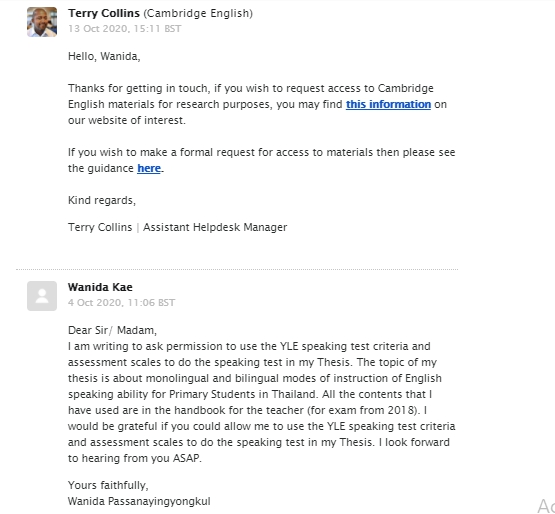 Terry Collins (Cambridge English)
13 Oct 2020, 15:11 BST
Hello, Wanida,
Thanks for getting in touch, if you wish to request access to Cambridge
English materials for research purposes, you may find this information on
our website of interest.
If you wish to make a formal request for access to materials then please see
the guidance here.
Kind regards,
Terry Collins | Assistant Helpdesk Manager
Wanida Kae
4 Oct 2020, 11:06 BST
Dear Sir/ Madam,
I am writing to ask permission to use the YLE speaking test criteria and
assessment scales to do the speaking test in my Thesis. The topic of my
thesis is about monolingual and bilingual modes of instruction of English
speaking ability for Primary Students in Thailand. All the contents that I
have used are in the handbook for the teacher (for exam from 2018). I
would be grateful if you could allow me to use the YLE speaking test criteria
and assessment scales to do the speaking test in my Thesis. I look forward
to hearing from you ASAP.
Yours faithfully,
Wanida Passanayingyongkul